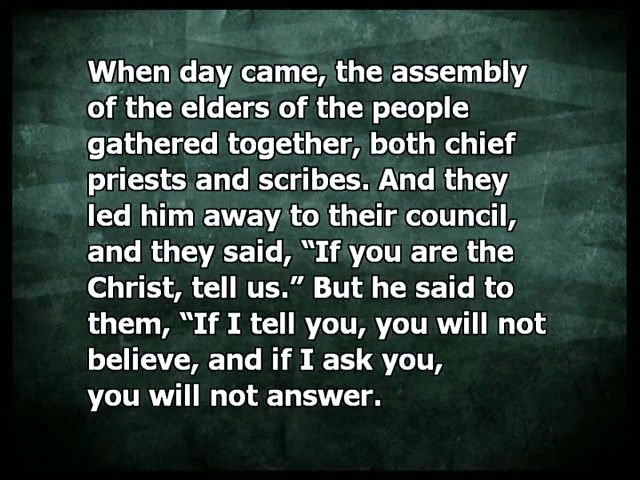 When day came, the assembly
of the elders of the people
gathered together, both chief
priests and scribes. And they
led him away to their council,
and they said, “If you are the
Christ, tell us.” But he said to
them, “If I tell you, you will not
believe, and if I ask you,
you will not answer.